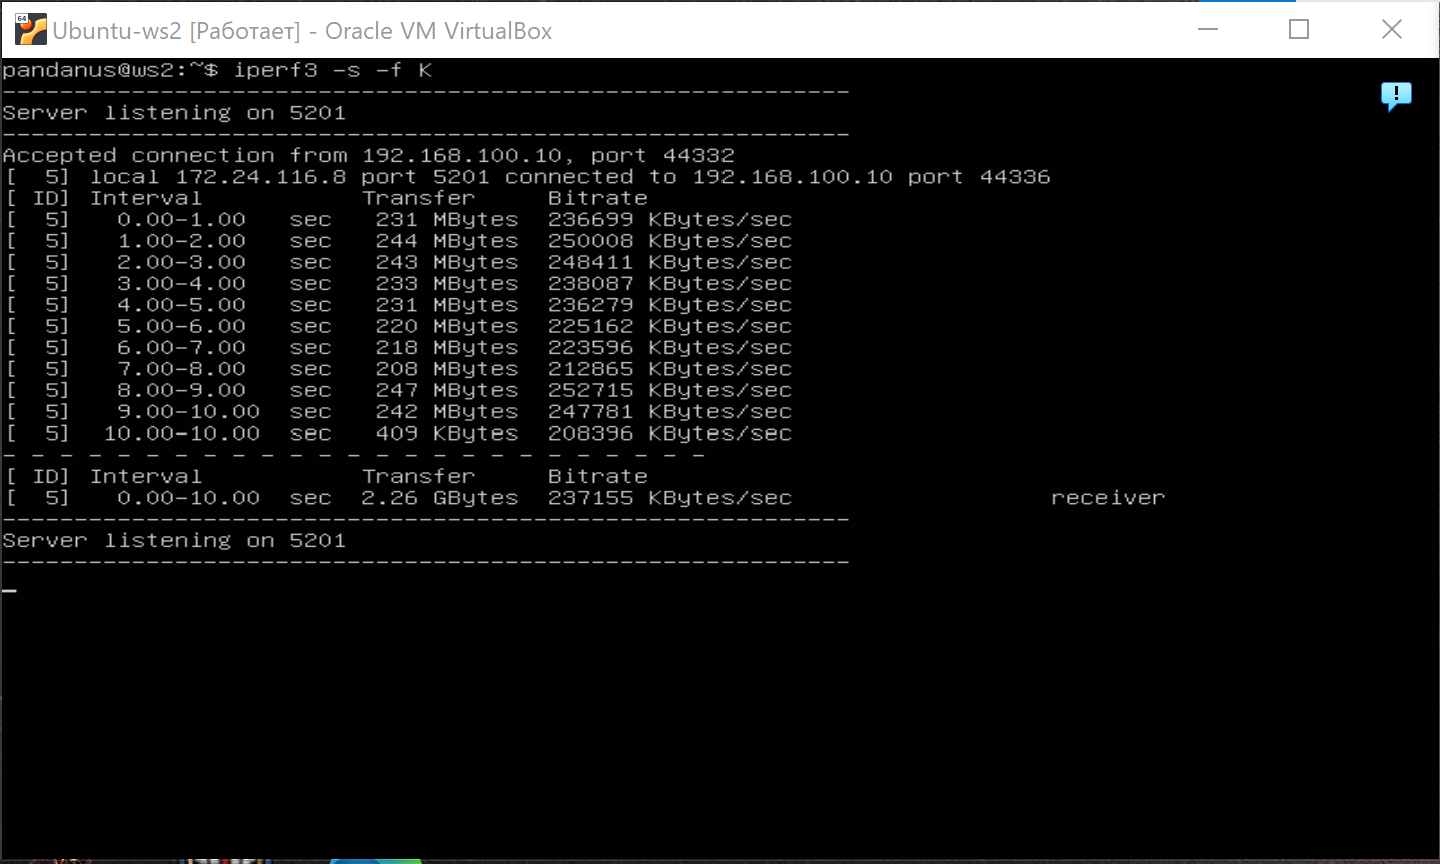 Ubuntu-ws2 [Работает] - Oracle VM VirtualBox
pandanus@ws2:~$ iperf3 -s -f K
-----------------------------------------------------------
Server listening on 5201
-----------------------------------------------------------
Accepted connection from 192.168.100.10, port 44332
[  5] local 172.24.116.8 port 5201 connected to 192.168.100.10 port 44336
[ ID] Interval           Transfer     Bitrate
[  5]   0.00-1.00   sec   231 MBytes  236699 KBytes/sec
[  5]   1.00-2.00   sec   244 MBytes  250008 KBytes/sec
[  5]   2.00-3.00   sec   243 MBytes  248411 KBytes/sec
[  5]   3.00-4.00   sec   233 MBytes  238087 KBytes/sec
[  5]   4.00-5.00   sec   231 MBytes  236279 KBytes/sec
[  5]   5.00-6.00   sec   220 MBytes  225162 KBytes/sec
[  5]   6.00-7.00   sec   218 MBytes  223596 KBytes/sec
[  5]   7.00-8.00   sec   208 MBytes  212865 KBytes/sec
[  5]   8.00-9.00   sec   247 MBytes  252715 KBytes/sec
[  5]   9.00-10.00  sec   242 MBytes  247781 KBytes/sec
[  5]  10.00-10.00  sec   409 KBytes  208396 KBytes/sec
- - - - - - - - - - - - - - - - - - - - - - - - -
[ ID] Interval           Transfer     Bitrate
[  5]   0.00-10.00  sec  2.26 GBytes  237155 KBytes/sec                  receiver
-----------------------------------------------------------
Server listening on 5201
-----------------------------------------------------------